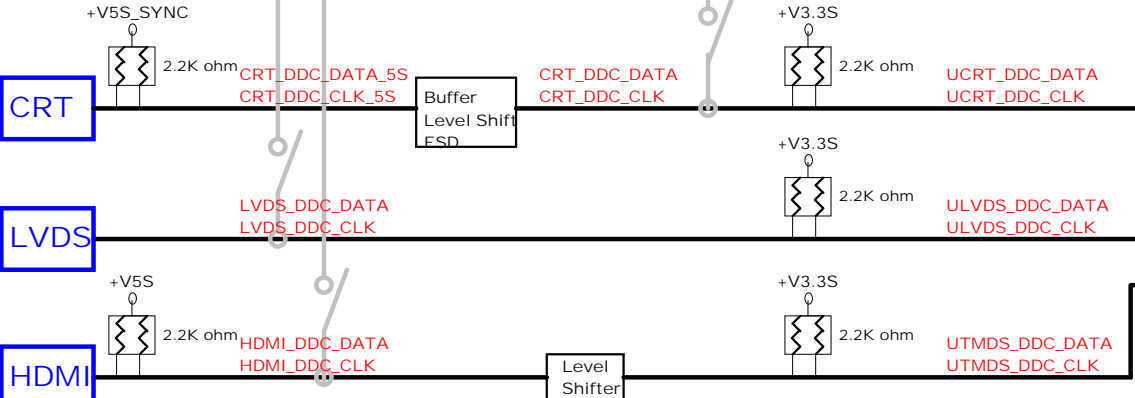 +V5S_SYNC
+V3.3S
2.2K ohm
CRT_DDC_DATA_5S
CRT_DDC_DATA
2.2K ohm
UCRT_DDC_DATA
CRT_DDC_CLK_5S
CRT_DDC_CLK
UCRT_DDC_CLK
CRT
Buffer
Level Shift
ESD
+V3.3S
2.2K ohm
LVDS_DDC_DATA
ULVDS_DDC_DATA
LVDS_DDC_CLK
ULVDS_DDC_CLK
LVDS
+V5S
+V3.3S
2.2K ohm
2.2K ohm
HDMI_DDC_DATA
UTMDS_DDC_DATA
HDMI_DDC_CLK
UTMDS_DDC_CLK
HDMI
Level
Shifter